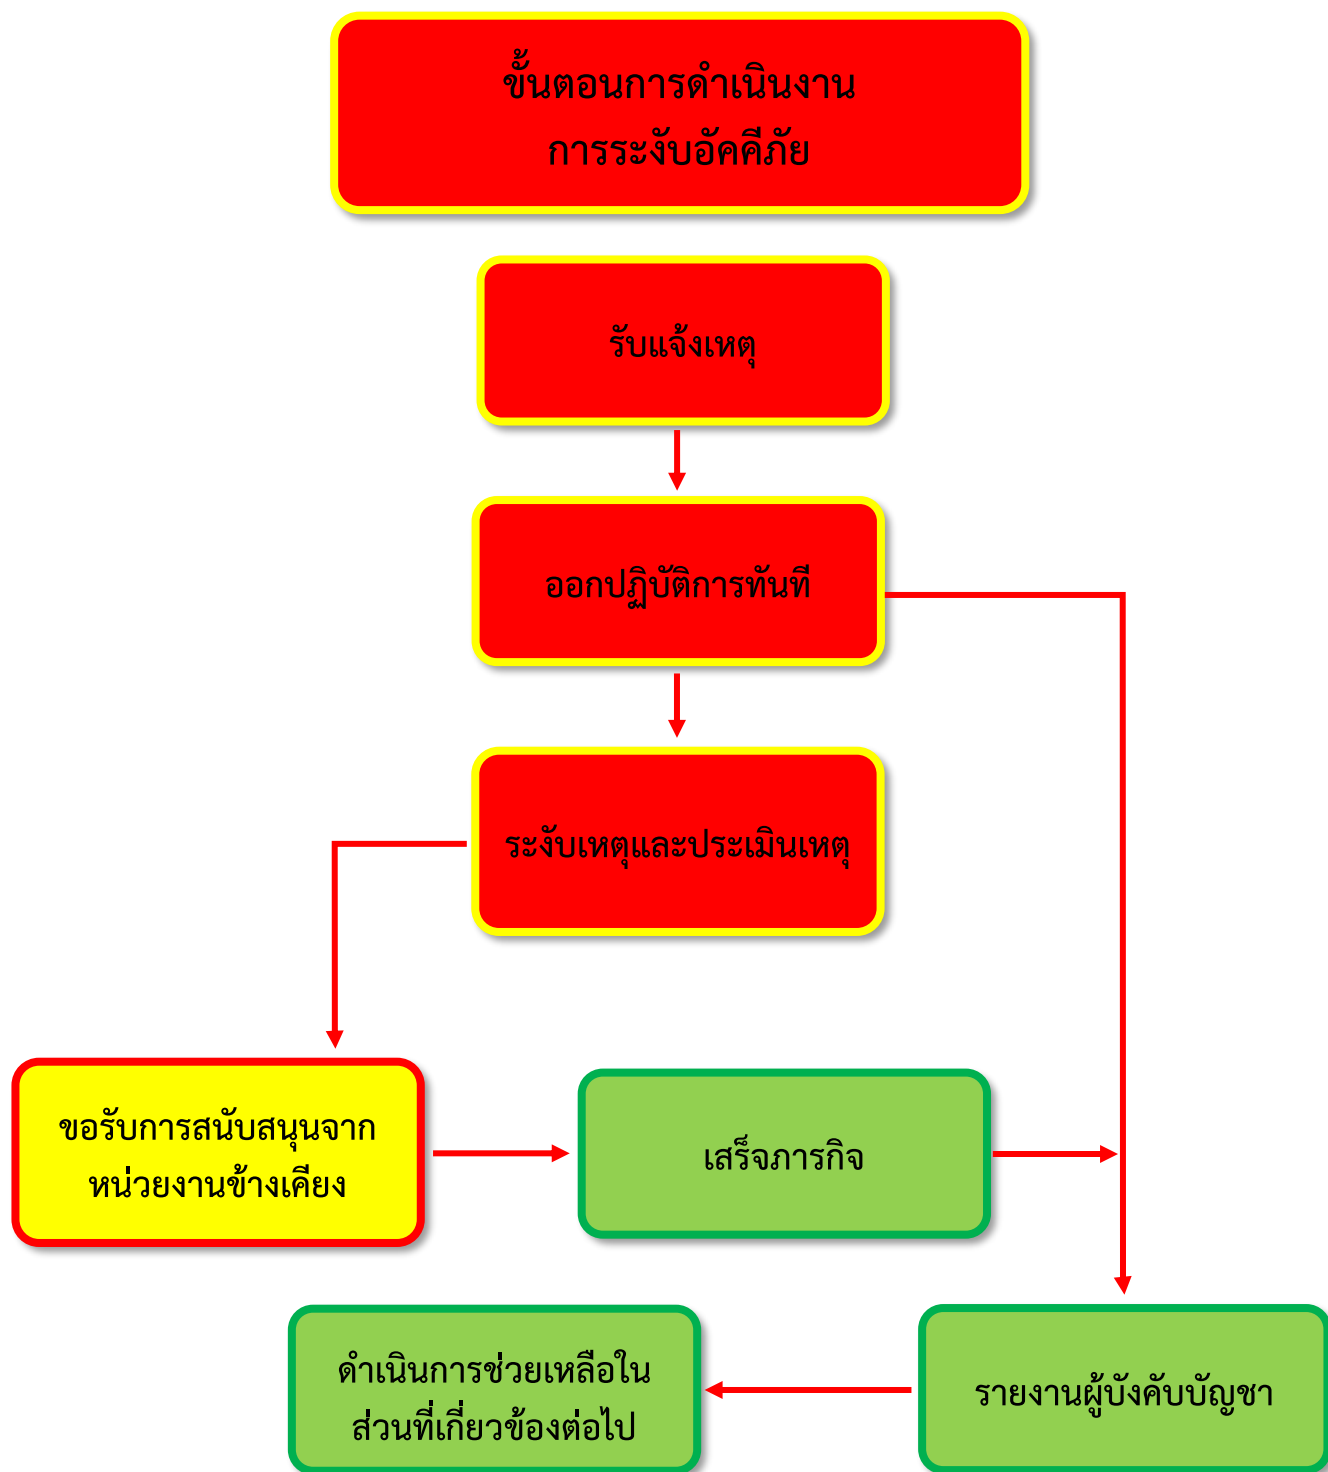 ขั้นตอนการดำเนินงาน
การระงับอัคคีภัย
รับแจ้งเหตุ
ออกปฏิบัติการทันที
ระงับเหตุและประเมินเหตุ
ขอรับการสนับสนุนจาก
หน่วยงานข้างเคียง
เสร็จภารกิจ
ดำเนินการช่วยเหลือใน
ส่วนที่เกี่ยวข้องต่อไป
รายงานผู้บังคับบัญชา